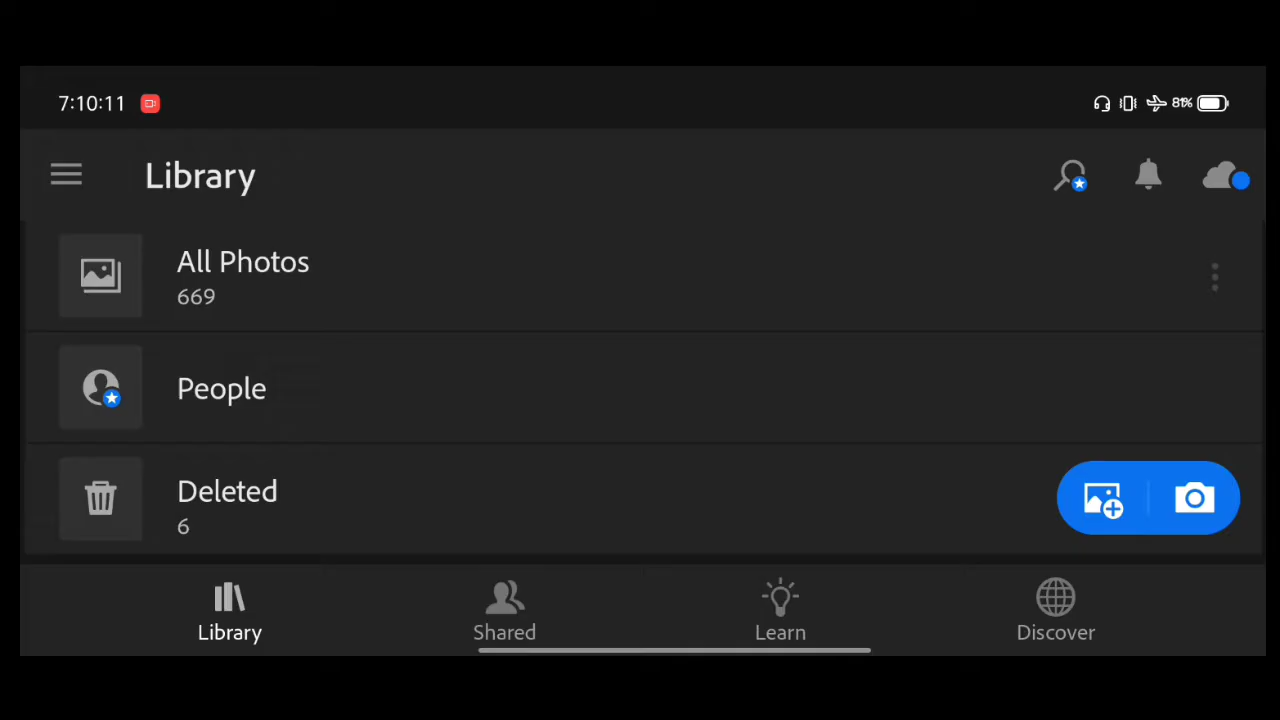 7:10:11
81%
Library
All Photos
669
People
Deleted
6
Library
Shared
Learn
Discover